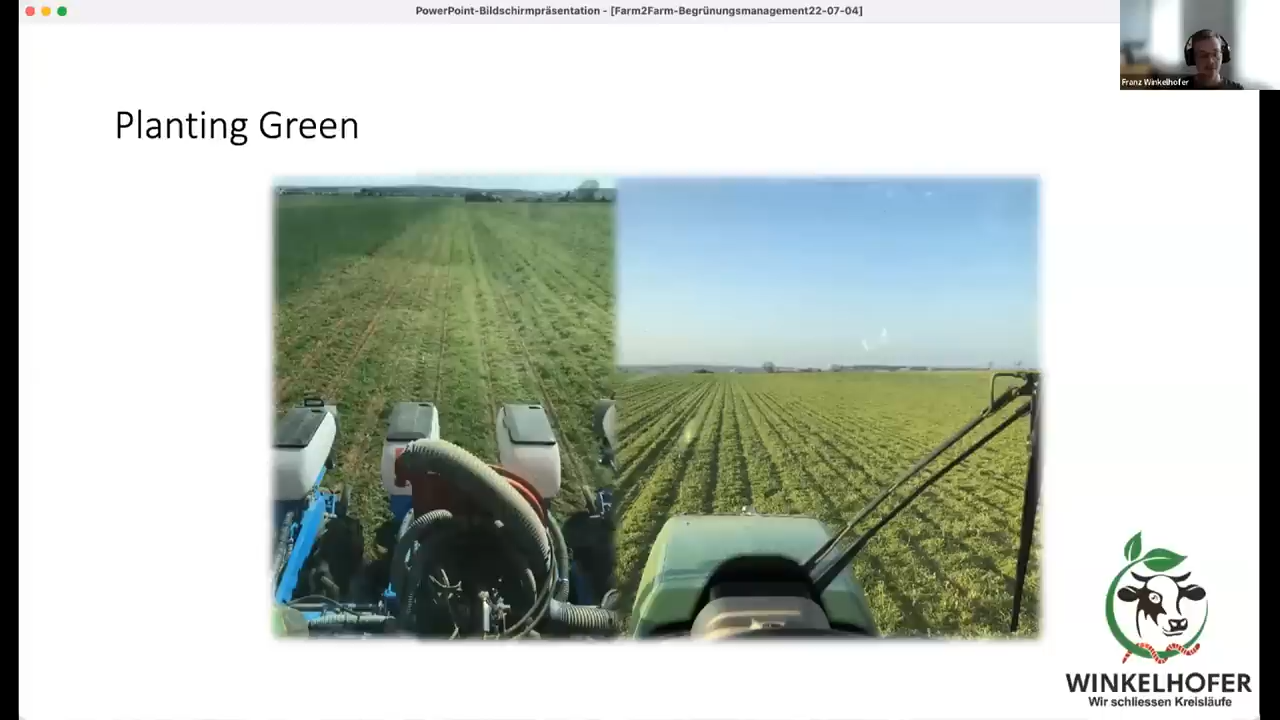 PowerPoint-Bildschirmpräsentation - [Farm2Farm-Begrünungsmanagement22-07-04]
Franz Winkelhofer
Planting Green
WINKELHOFER
Wir schliessen Kreisläufe